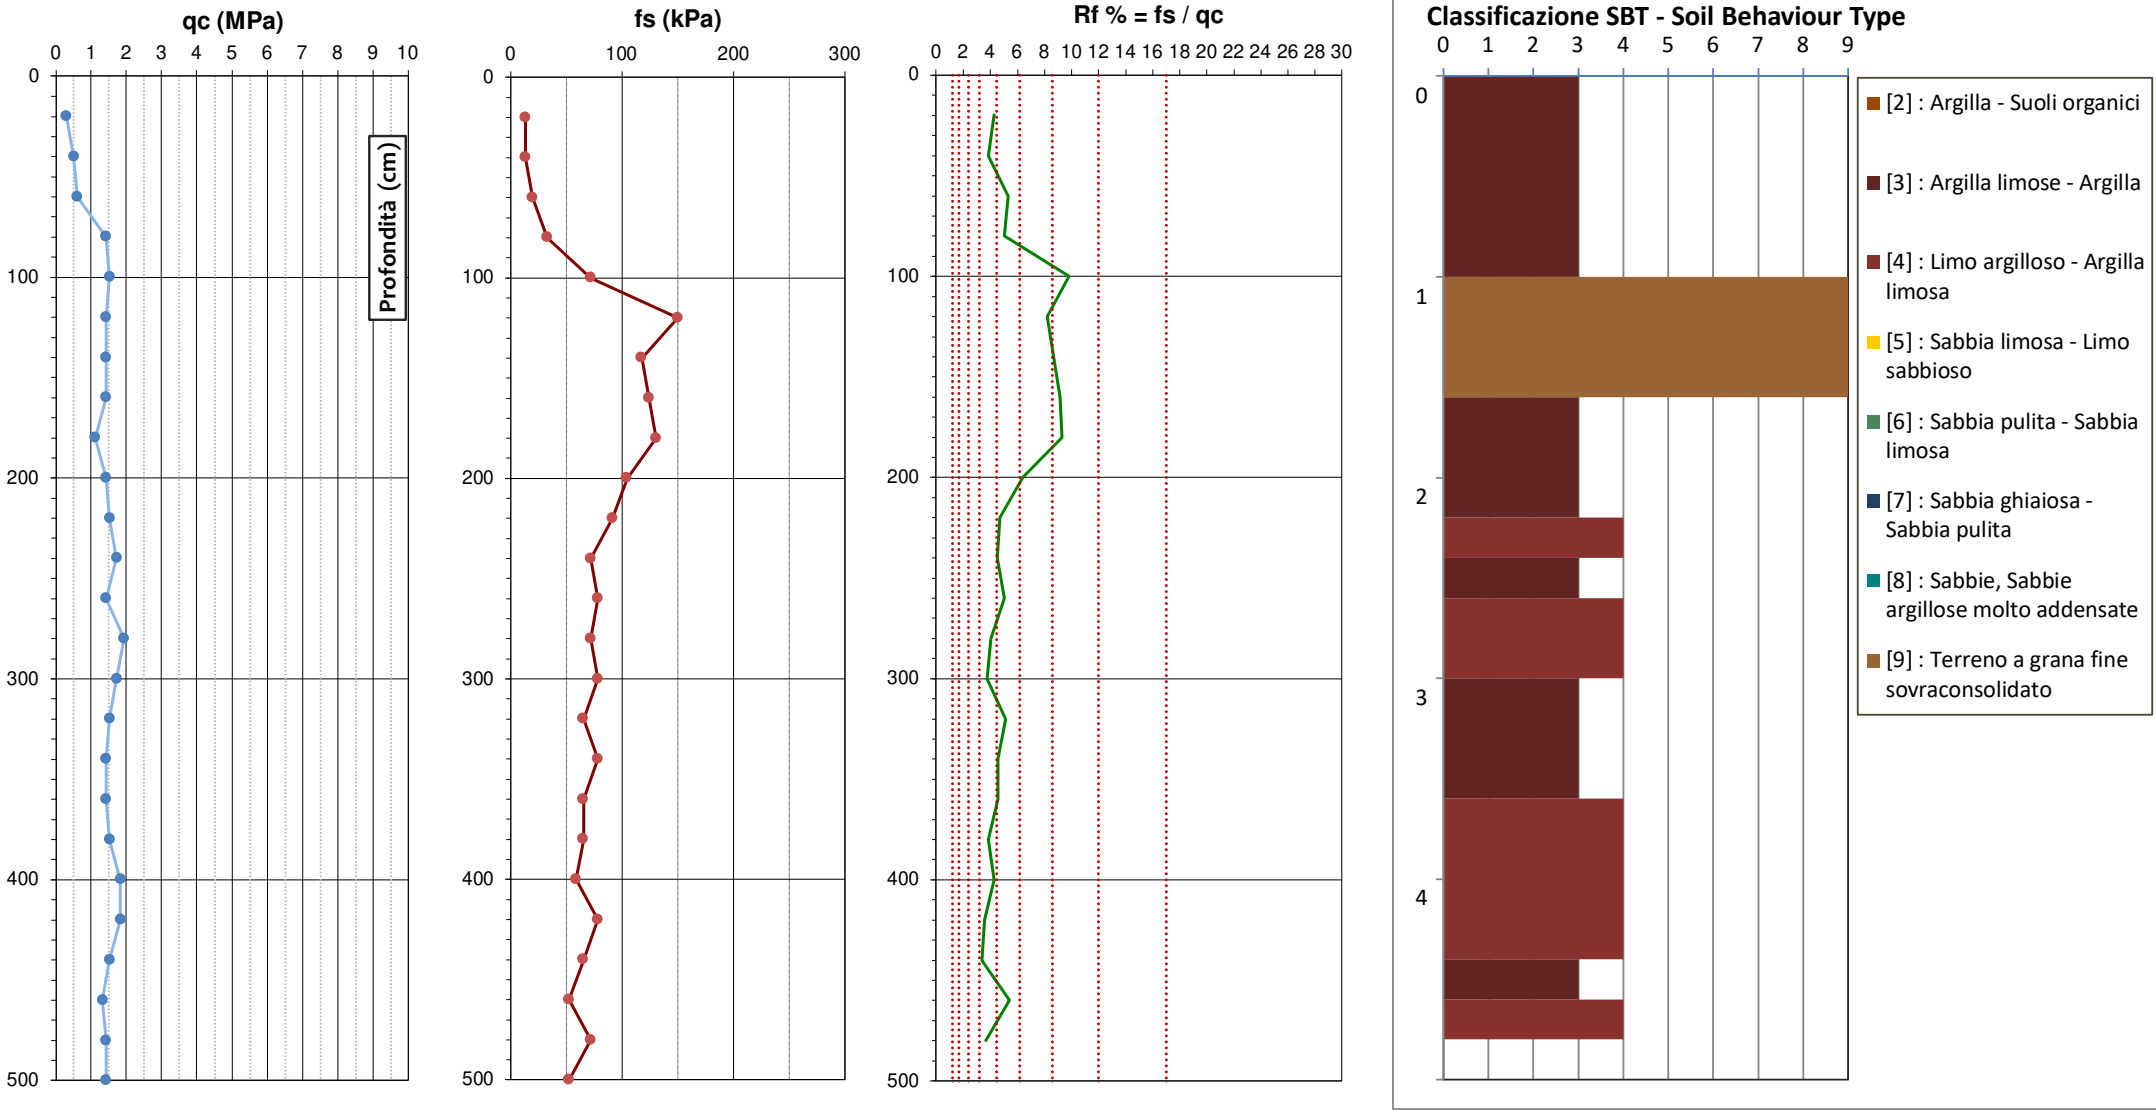 qc (MPa)
0 1 2 3 4 5 6 7 8 9 10
0
100
200
300
400
500
Profondità (cm)
fs (kPa)
0 100 200 300
0
100
200
300
400
500
Rf % = fs / qc
0 2 4 6 8 10 12 14 16 18 20 22 24 26 28 30
0
100
200
300
400
500
Classificazione SBT - Soil Behaviour Type
0 1 2 3 4 5 6 7 8 9
0
1
2
3
4
[2] : Argilla - Suoli organici
[3] : Argilla limose - Argilla
[4] : Limo argilloso - Argilla
limosa
[5] : Sabbia limosa - Limo
sabbioso
[6] : Sabbia pulita - Sabbia
limosa
[7] : Sabbia ghiaiosa -
Sabbia pulita
[8] : Sabbie, Sabbie
argillose molto addensate
[9] : Terreno a grana fine
sovraconsolidato